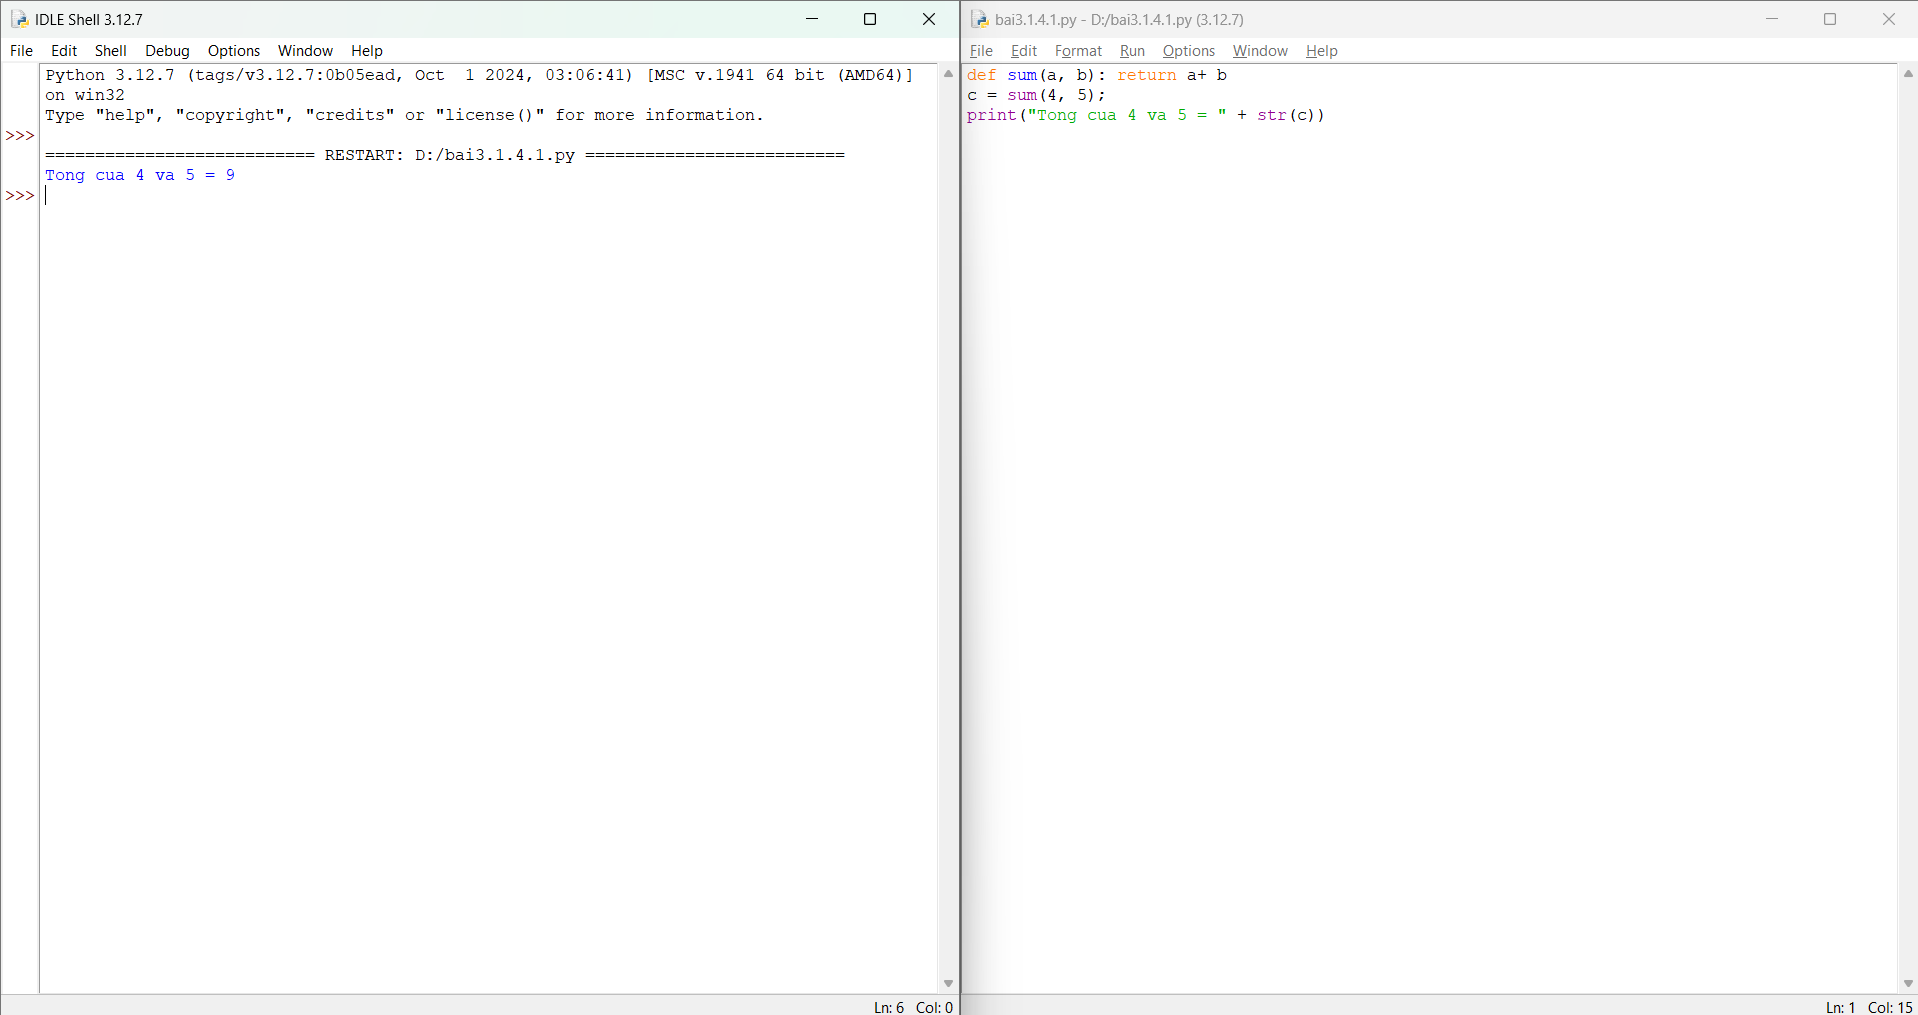 IDLE Shell 3.12.7
File Edit Shell Debug Options Window Help
Python 3.12.7 (tags/v3.12.7:0b05ead, Oct  1 2024, 03:06:41) [MSC v.1941 64 bit (AMD64)]
on win32
Type "help", "copyright", "credits" or "license()" for more information.
>>>
=========================== RESTART: D:/bai3.1.4.1.py ==========================
Tong cua 4 va 5 = 9
>>>
Ln: 6 Col: 0
bai3.1.4.1.py - D:/bai3.1.4.1.py (3.12.7)
File Edit Format Run Options Window Help
def sum(a, b): return a+ b
c = sum(4, 5);
print("Tong cua 4 va 5 = " + str(c))
Ln: 1 Col: 15